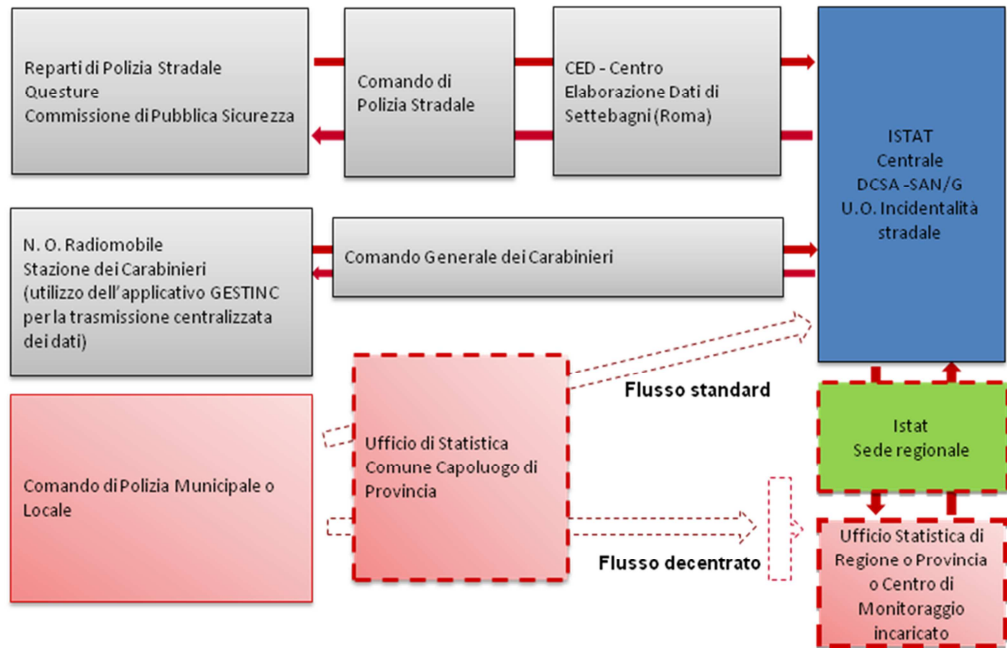 Reparti di Polizia Stradale
Questure
Commissione di Pubblica Sicurezza
Comando di
Polizia Stradale
CED - Centro
Elaborazione Dati di
Settebagni (Roma)
ISTAT
Centrale
DCSA -SAN/G
U.O. Incidentalità
stradale
N. O. Radiomobile
Stazione dei Carabinieri
(utilizzo dell'applicativo GESTINC
per la trasmissione centralizzata
dei dati)
Comando Generale dei Carabinieri
Flusso standard
Comando di Polizia Municipale o
Locale
Ufficio di Statistica
Comune Capoluogo di
Provincia
Istat
Sede regionale
Flusso decentrato
Ufficio Statistica di
Regione o Provincia
o Centro di
Monitoraggio
incaricato